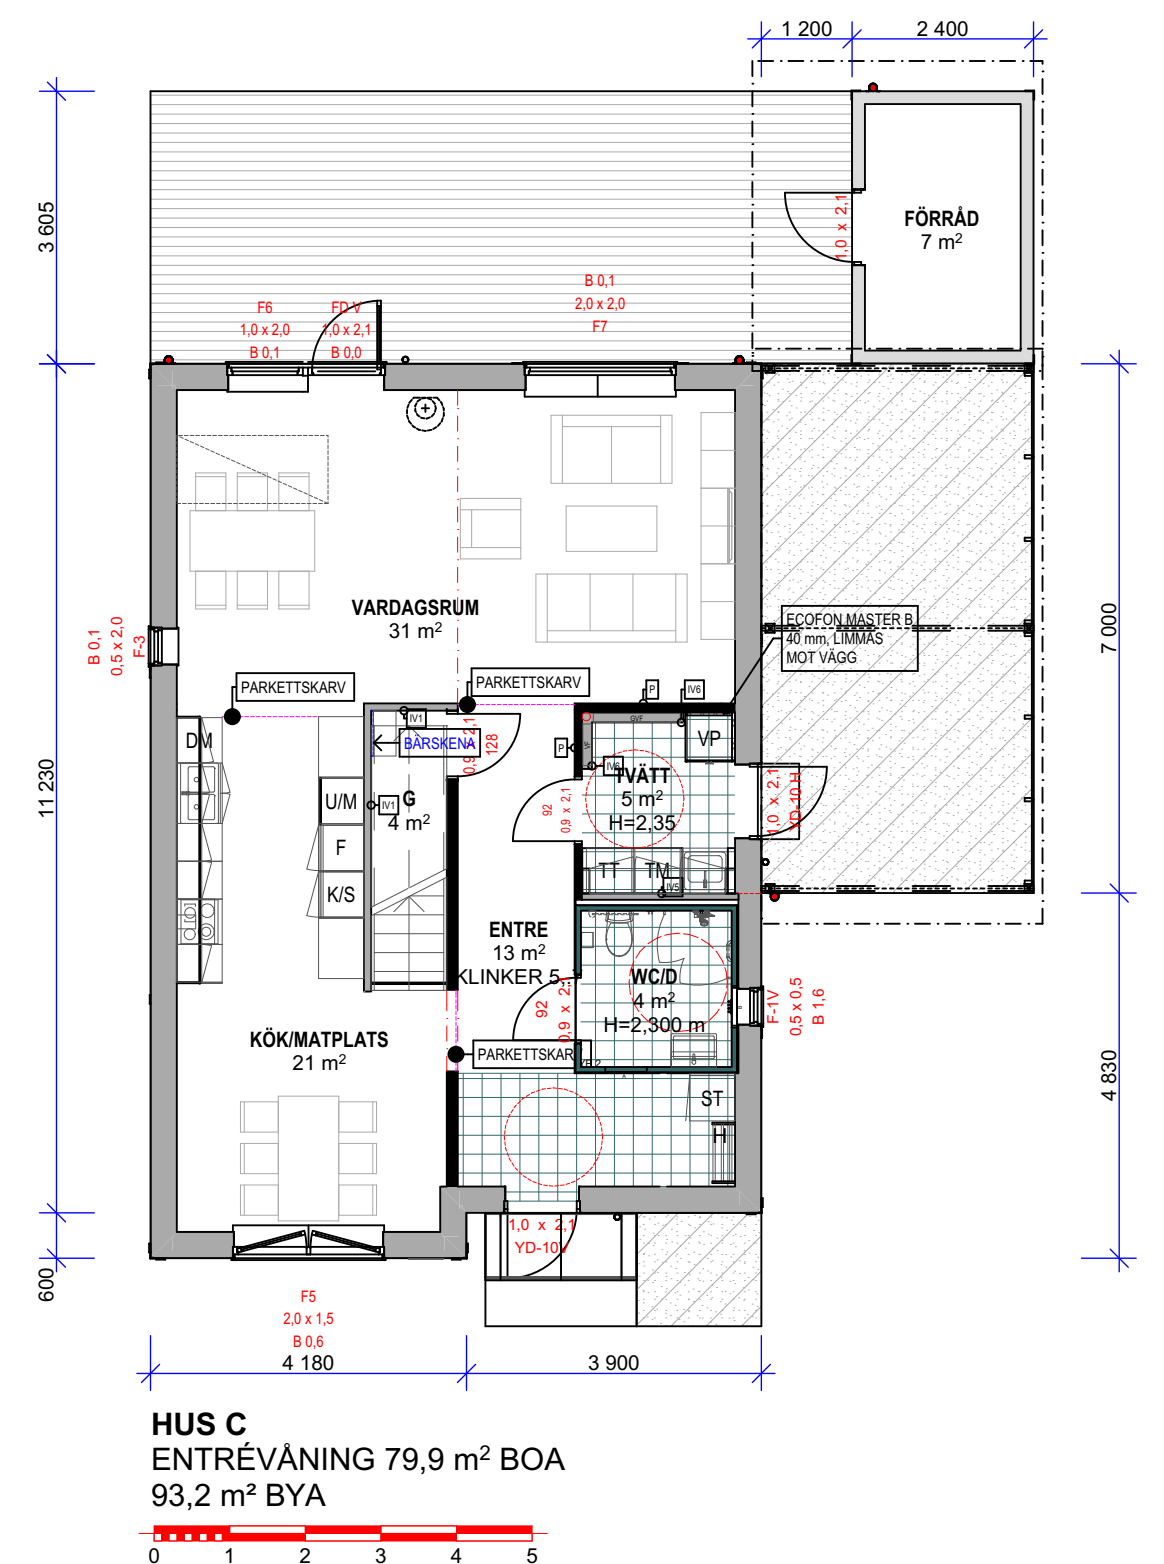 1 200
2 400
3 605
FÖRRÅD
7 m²
1,0 x 2,1
B 0,1
2,0 x 2,0
F7
F6
1,0 x 2,0
B 0,1
FD V
1,0 x 2,1
B 0,0
VARDAGSRUM
31 m²
B 0,1
0,5 x 2,0
F-3
ECOFON MASTER B
40 mm, LIMMAS
MOT VÄGG
7 000
PARKETTSKARV
PARKETTSKARV
P
IV6
IV1
GVF
VF
0,9 x 2,1
128
BÄRSKENA
DM
P
IV6
VP
TVÄTT
5 m²
H=2,35
92
0,9 x 2,1
1,0 x 2,1
XD-10 H
11 230
U/M
G
4 m²
IV1
F
K/S
TT
TM
IV5
ENTRE
13 m²
KLINKER 5,
WC/D
4 m²
H=2,300 m
92
0,9 x 2,1
F-1V
0,5 x 0,5
B 1,6
KÖK/MATPLATS
21 m²
PARKETTSKAR
ST
H
4 830
1,0 x 2,1
YD-10V
600
F5
2,0 x 1,5
B 0,6
4 180
3 900
HUS C
ENTRÉVÅNING 79,9 m² BOA
93,2 m² BYA
0 1 2 3 4 5